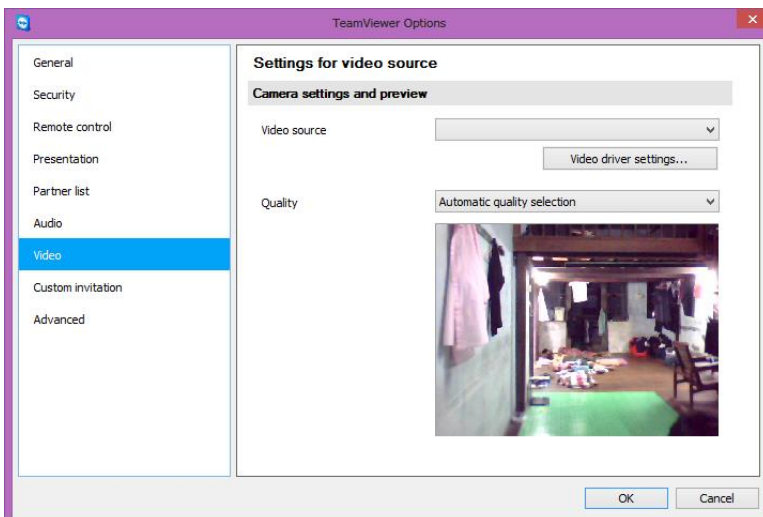 TeamViewer Options
General
Security
Remote control
Presentation
Partner list
Audio
Video
Custom invitation
Advanced
Settings for video source
Camera settings and preview
Video source
Video driver settings...
Quality
Automatic quality selection
OK
Cancel